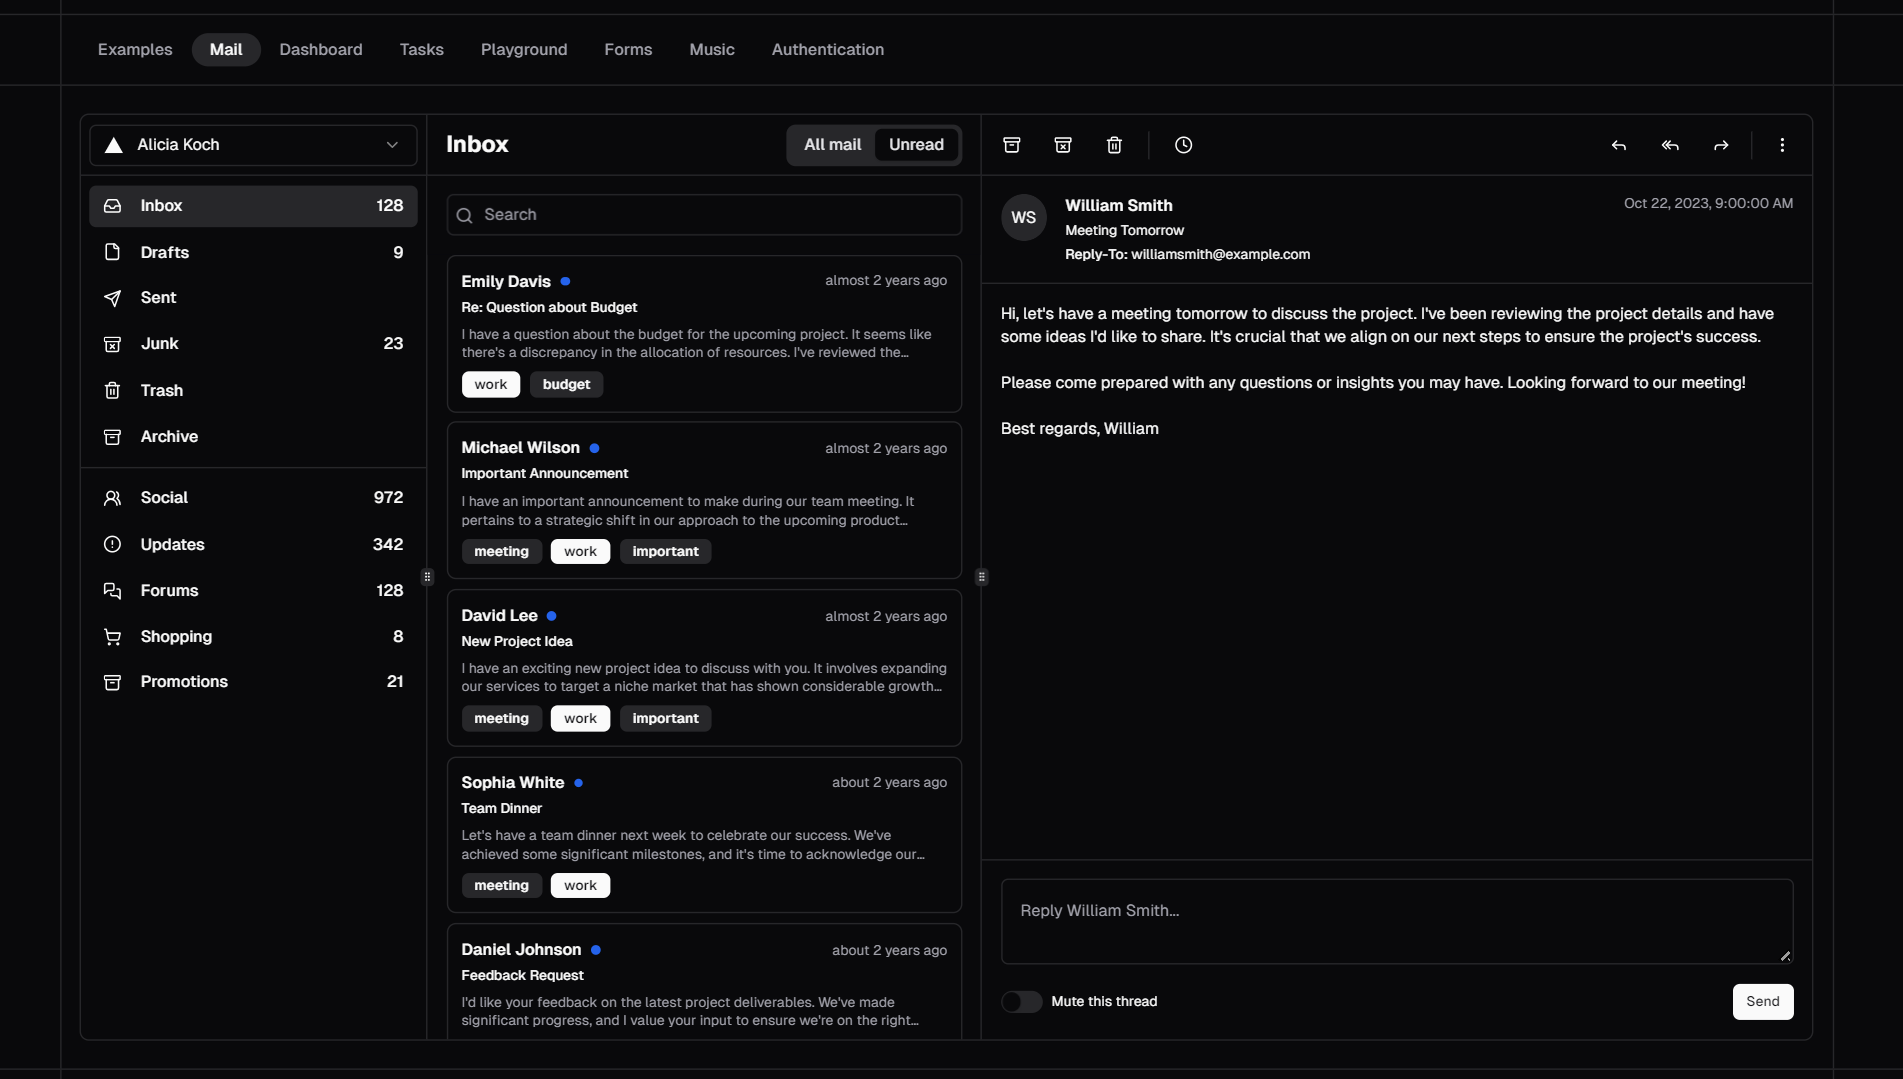 Examples
Mail
Dashboard
Tasks
Playground
Forms
Music
Authentication
Alicia Koch
Inbox 128
Drafts 9
Sent
Junk 23
Trash
Archive
Social 972
Updates 342
Forums 128
Shopping 8
Promotions 21
Inbox
All mail
Unread
Search
Emily Davis
almost 2 years ago
Re: Question about Budget
I have a question about the budget for the upcoming project. It seems like
there's a discrepancy in the allocation of resources. I've reviewed the...
work
budget
Michael Wilson
almost 2 years ago
Important Announcement
I have an important announcement to make during our team meeting. It
pertains to a strategic shift in our approach to the upcoming product...
meeting
work
important
David Lee
almost 2 years ago
New Project Idea
I have an exciting new project idea to discuss with you. It involves expanding
our services to target a niche market that has shown considerable growth...
meeting
work
important
Sophia White
about 2 years ago
Team Dinner
Let's have a team dinner next week to celebrate our success. We've
achieved some significant milestones, and it's time to acknowledge our...
meeting
work
Daniel Johnson
about 2 years ago
Feedback Request
I'd like your feedback on the latest project deliverables. We've made
significant progress, and I value your input to ensure we're on the right...
WS
William Smith
Oct 22, 2023, 9:00:00 AM
Meeting Tomorrow
Reply-To: williamsmith@example.com
Hi, let's have a meeting tomorrow to discuss the project. I've been reviewing the project details and have
some ideas I'd like to share. It's crucial that we align on our next steps to ensure the project's success.
Please come prepared with any questions or insights you may have. Looking forward to our meeting!
Best regards, William
Reply William Smith...
Mute this thread
Send